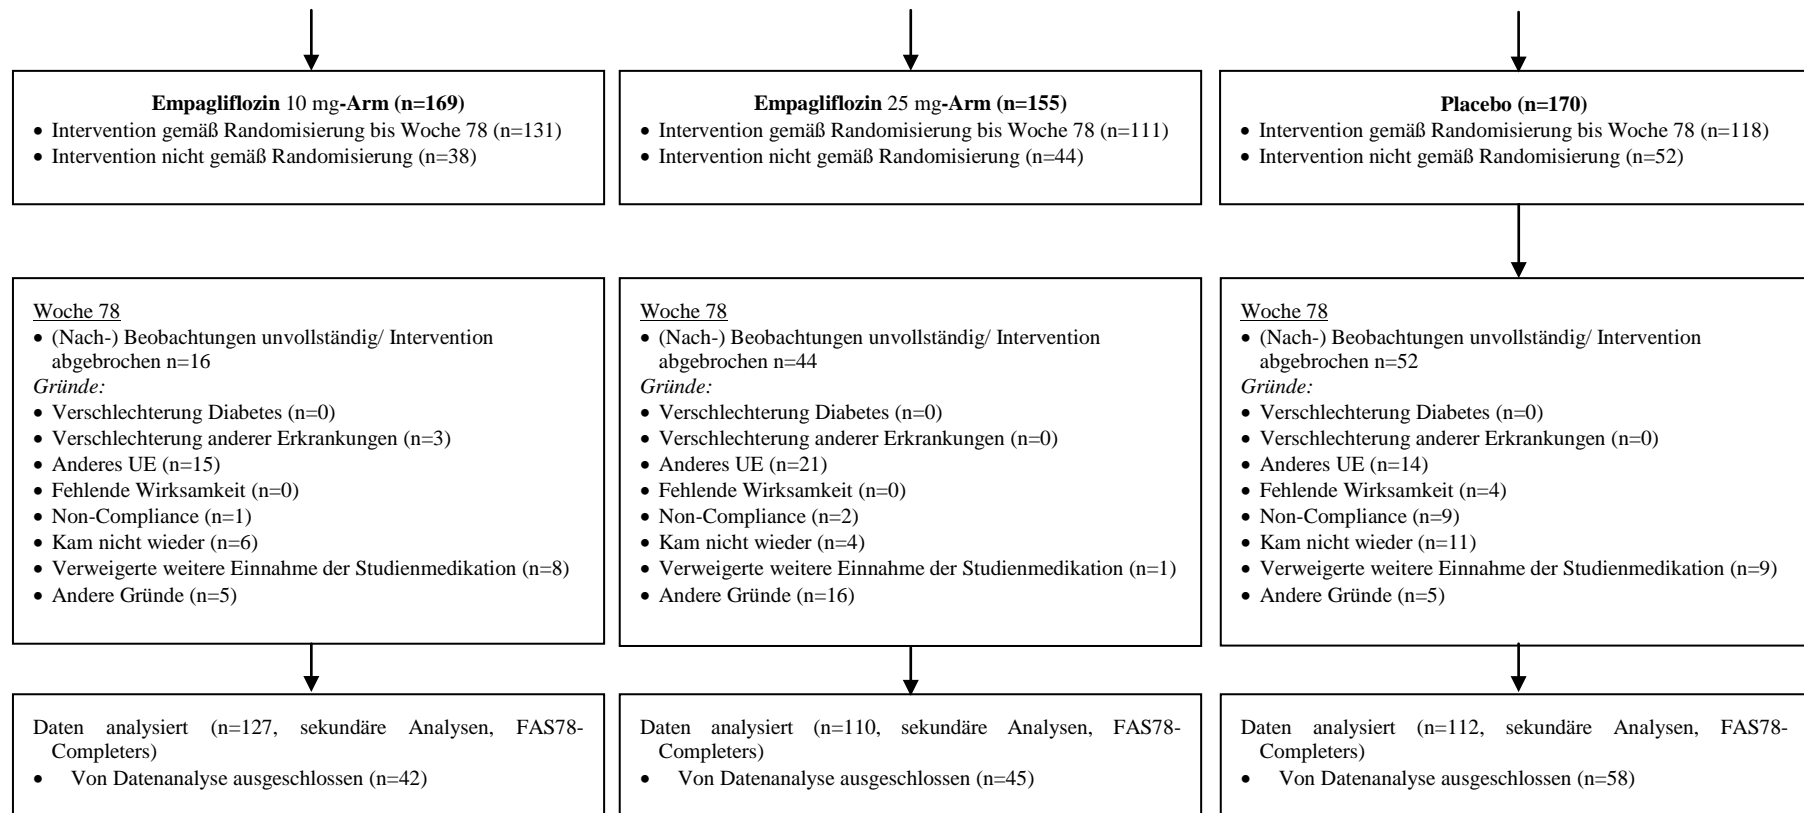 Empagliflozin 10 mg-Arm (n=169)
• Intervention gemäß Randomisierung bis Woche 78 (n=131)
• Intervention nicht gemäß Randomisierung (n=38)
Empagliflozin 25 mg-Arm (n=155)
• Intervention gemäß Randomisierung bis Woche 78 (n=111)
• Intervention nicht gemäß Randomisierung (n=44)
Placebo (n=170)
• Intervention gemäß Randomisierung bis Woche 78 (n=118)
• Intervention nicht gemäß Randomisierung (n=52)
Woche 78
• (Nach-) Beobachtungen unvollständig/ Intervention
abgebrochen n=16
Gründe:
• Verschlechterung Diabetes (n=0)
• Verschlechterung anderer Erkrankungen (n=3)
• Anderes UE (n=15)
• Fehlende Wirksamkeit (n=0)
• Non-Compliance (n=1)
• Kam nicht wieder (n=6)
• Verweigerte weitere Einnahme der Studienmedikation (n=8)
• Andere Gründe (n=5)
Woche 78
• (Nach-) Beobachtungen unvollständig/ Intervention
abgebrochen n=44
Gründe:
• Verschlechterung Diabetes (n=0)
• Verschlechterung anderer Erkrankungen (n=0)
• Anderes UE (n=21)
• Fehlende Wirksamkeit (n=0)
• Non-Compliance (n=2)
• Kam nicht wieder (n=4)
• Verweigerte weitere Einnahme der Studienmedikation (n=1)
• Andere Gründe (n=16)
Woche 78
• (Nach-) Beobachtungen unvollständig/ Intervention
abgebrochen n=52
Gründe:
• Verschlechterung Diabetes (n=0)
• Verschlechterung anderer Erkrankungen (n=0)
• Anderes UE (n=14)
• Fehlende Wirksamkeit (n=4)
• Non-Compliance (n=9)
• Kam nicht wieder (n=11)
• Verweigerte weitere Einnahme der Studienmedikation (n=9)
• Andere Gründe (n=5)
Daten analysiert (n=127, sekundäre Analysen, FAS78-
Completers)
• Von Datenanalyse ausgeschlossen (n=42)
Daten analysiert (n=110, sekundäre Analysen, FAS78-
Completers)
• Von Datenanalyse ausgeschlossen (n=45)
Daten analysiert (n=112, sekundäre Analysen, FAS78-
Completers)
• Von Datenanalyse ausgeschlossen (n=58)